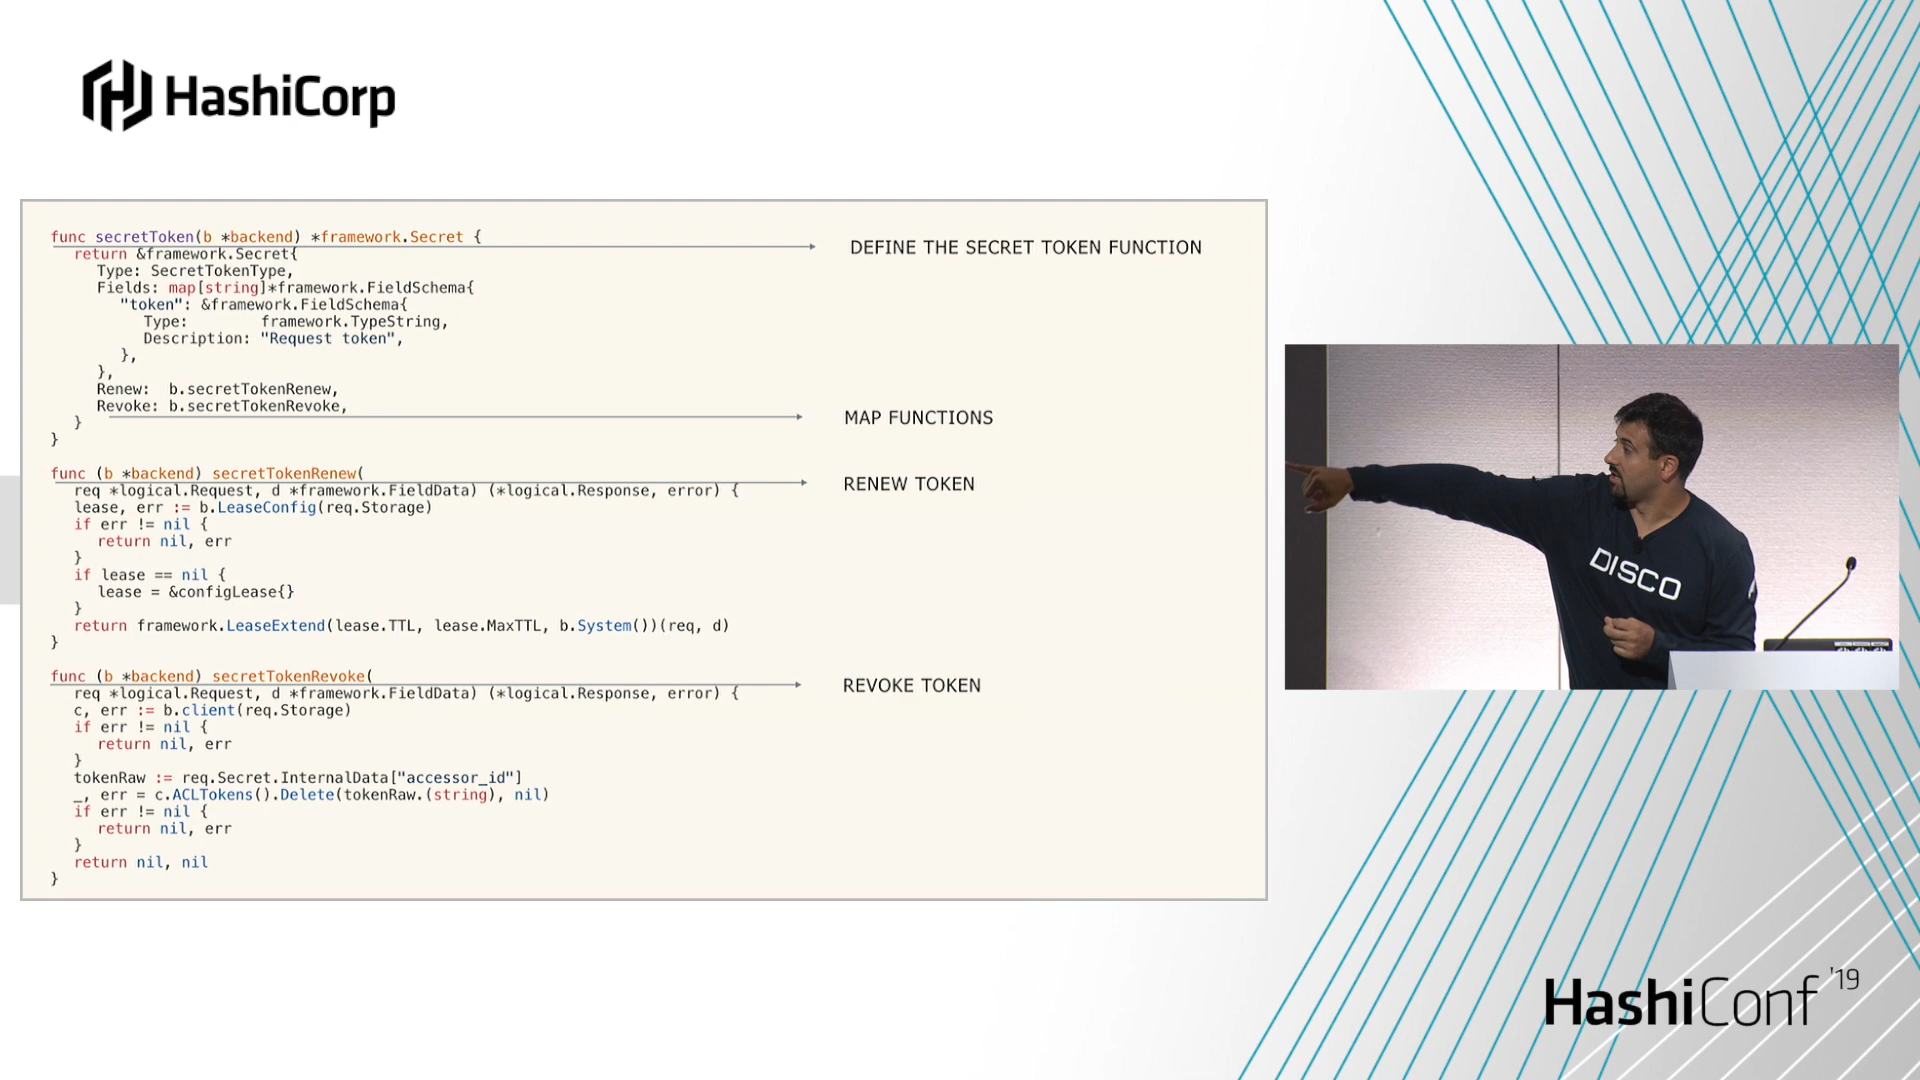 HashiCorp
func secretToken(b *backend) *framework.Secret {
return &framework.Secret{
Type: SecretTokenType,
Fields: map[string]*framework.FieldSchema{
"token": &framework.FieldSchema{
Type: framework.TypeString,
Description: "Request token",
},
},
Renew: b.secretTokenRenew,
Revoke: b.secretTokenRevoke,
}
}
func (b *backend) secretTokenRenew(
req *logical.Request, d *framework.FieldData) (*logical.Response, error) {
lease, err := b.LeaseConfig(req.Storage)
if err != nil {
return nil, err
}
if lease == nil {
lease = &configLease{}
}
return framework.LeaseExtend(lease.TTL, lease.MaxTTL, b.System())(req, d)
}
func (b *backend) secretTokenRevoke(
req *logical.Request, d *framework.FieldData) (*logical.Response, error) {
c, err := b.client(req.Storage)
if err != nil {
return nil, err
}
tokenRaw := req.Secret.InternalData["accessor_id"]
_, err = c.ACLTokens().Delete(tokenRaw.(string), nil)
if err != nil {
return nil, err
}
return nil, nil
}
DEFINE THE SECRET TOKEN FUNCTION
MAP FUNCTIONS
RENEW TOKEN
REVOKE TOKEN
DISCO
HashiConf '19